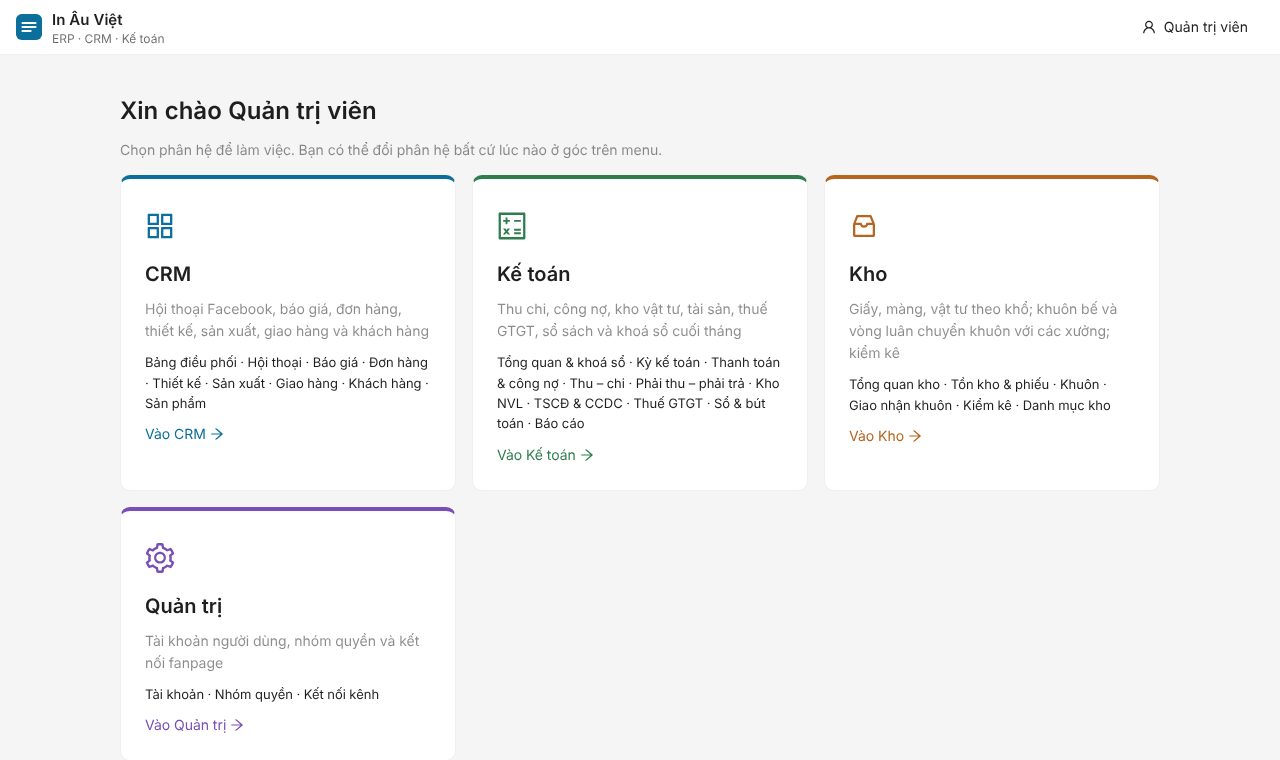 In Âu Việt
ERP · CRM · Kế toán
Quản trị viên
Xin chào Quản trị viên
Chọn phân hệ để làm việc. Bạn có thể đổi phân hệ bất cứ lúc nào ở góc trên menu.
CRM
Hội thoại Facebook, báo giá, đơn hàng,
thiết kế, sản xuất, giao hàng và khách hàng
Bảng điều phối · Hội thoại · Báo giá · Đơn hàng
· Thiết kế · Sản xuất · Giao hàng · Khách hàng ·
Sản phẩm
Vào CRM →
Kế toán
Thu chi, công nợ, kho vật tư, tài sản, thuế
GTGT, sổ sách và khoá sổ cuối tháng
Tổng quan & khoá sổ · Kỳ kế toán · Thanh toán
& công nợ · Thu – chi · Phải thu – phải trả · Kho
NVL · TSCĐ & CCDC · Thuế GTGT · Sổ & bút
toán · Báo cáo
Vào Kế toán →
Kho
Giấy, màng, vật tư theo khổ; khuôn bế và
vòng luân chuyển khuôn với các xưởng;
kiểm kê
Tổng quan kho · Tồn kho & phiếu · Khuôn ·
Giao nhận khuôn · Kiểm kê · Danh mục kho
Vào Kho →
Quản trị
Tài khoản người dùng, nhóm quyền và kết
nối fanpage
Tài khoản · Nhóm quyền · Kết nối kênh
Vào Quản trị →